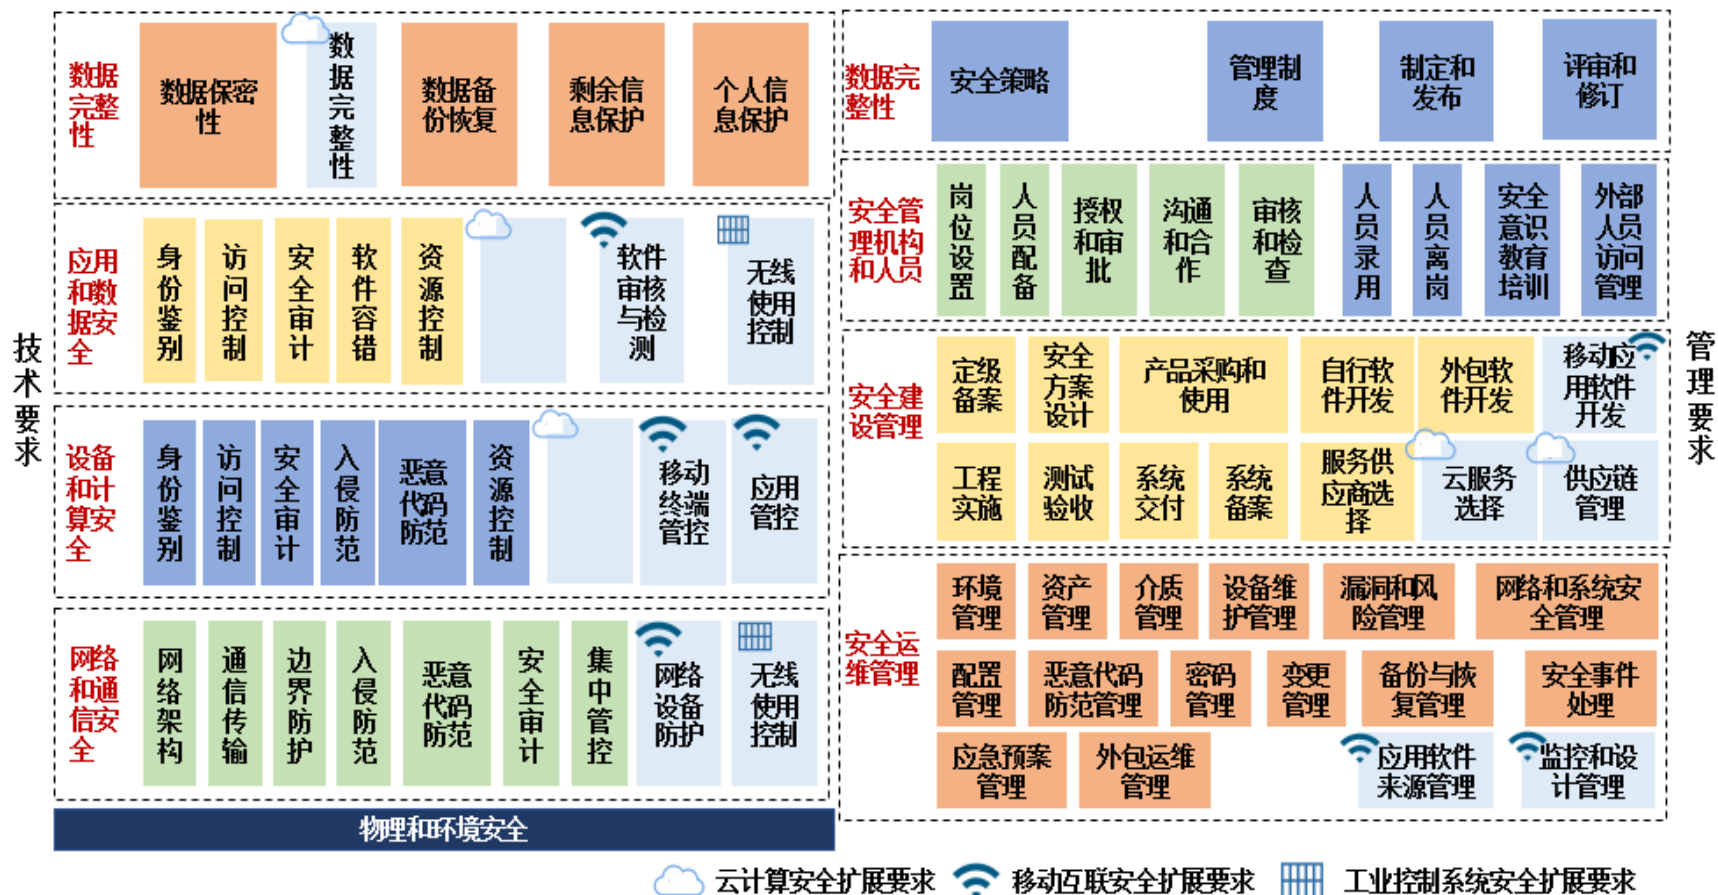 技术要求
数据完整性
数据保密性
数据完整性
数据备份恢复
剩余信息保护
个人信息保护
应用和数据安全
身份鉴别
访问控制
安全审计
软件容错
资源控制
软件审核与检测
无线使用控制
设备和计算安全
身份鉴别
访问控制
安全审计
入侵防范
恶意代码防范
资源控制
移动终端管控
应用管控
网络和通信安全
网络架构
通信传输
边界防护
入侵防范
恶意代码防范
安全审计
集中管控
网络设备防护
无线使用控制
物理和环境安全
数据完整性
安全策略
管理制度
制定和发布
评审和修订
安全管理机构和人员
岗位设置
人员配备
授权和审批
沟通和合作
审核和检查
人员录用
人员离岗
安全意识教育培训
外部人员访问管理
安全建设管理
定级备案
安全方案设计
产品采购和使用
自行软件开发
外包软件开发
移动应用软件开发
工程实施
测试验收
系统交付
系统备案
服务供应商选择
云服务选择
供应链管理
安全运维管理
环境管理
资产管理
介质管理
设备维护管理
漏洞和风险管理
网络和系统安全管理
配置管理
恶意代码防范管理
密码管理
变更管理
备份与恢复管理
安全事件处理
应急预案管理
外包运维管理
应用软件来源管理
监控和设计管理
管理要求
云计算安全扩展要求
移动互联安全扩展要求
工业控制系统安全扩展要求